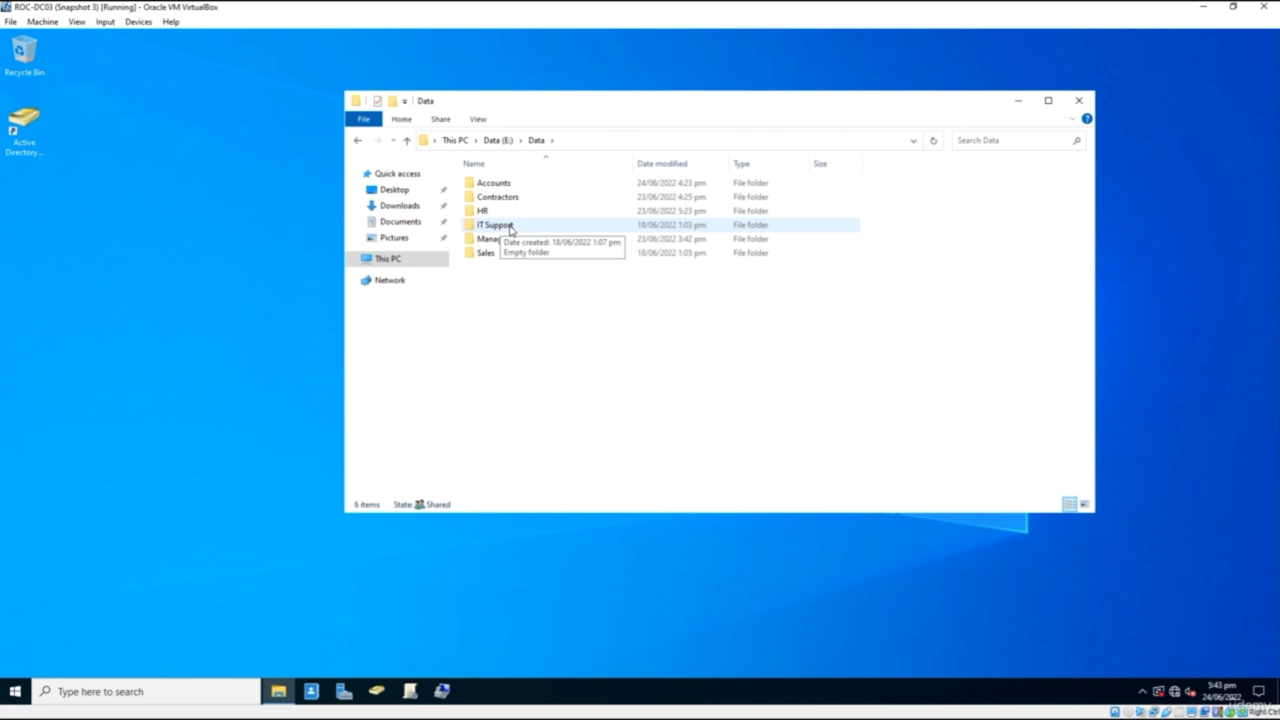 ROC-DC03 (Snapshot 3) [Running] - Oracle VM VirtualBox
File Machine View Input Devices Help
Recycle Bin
Active
Directory...
Data
File Home Share View
This PC > Data (E:) > Data >
Search Data
Name Date modified Type Size
Quick access
Desktop
Downloads
Documents
Pictures
This PC
Network
Accounts 24/06/2022 4:23 pm File folder
Contractors 23/06/2022 4:25 pm File folder
HR 23/06/2022 5:23 pm File folder
IT Support 18/06/2022 1:03 pm File folder
Manag 23/06/2022 3:42 pm File folder
Sales 18/06/2022 1:03 pm File folder
Date created: 18/06/2022 1:07 pm
Empty folder
6 items State: Shared
Type here to search
5:43 pm
24/06/2022
udemy
Right Ctrl